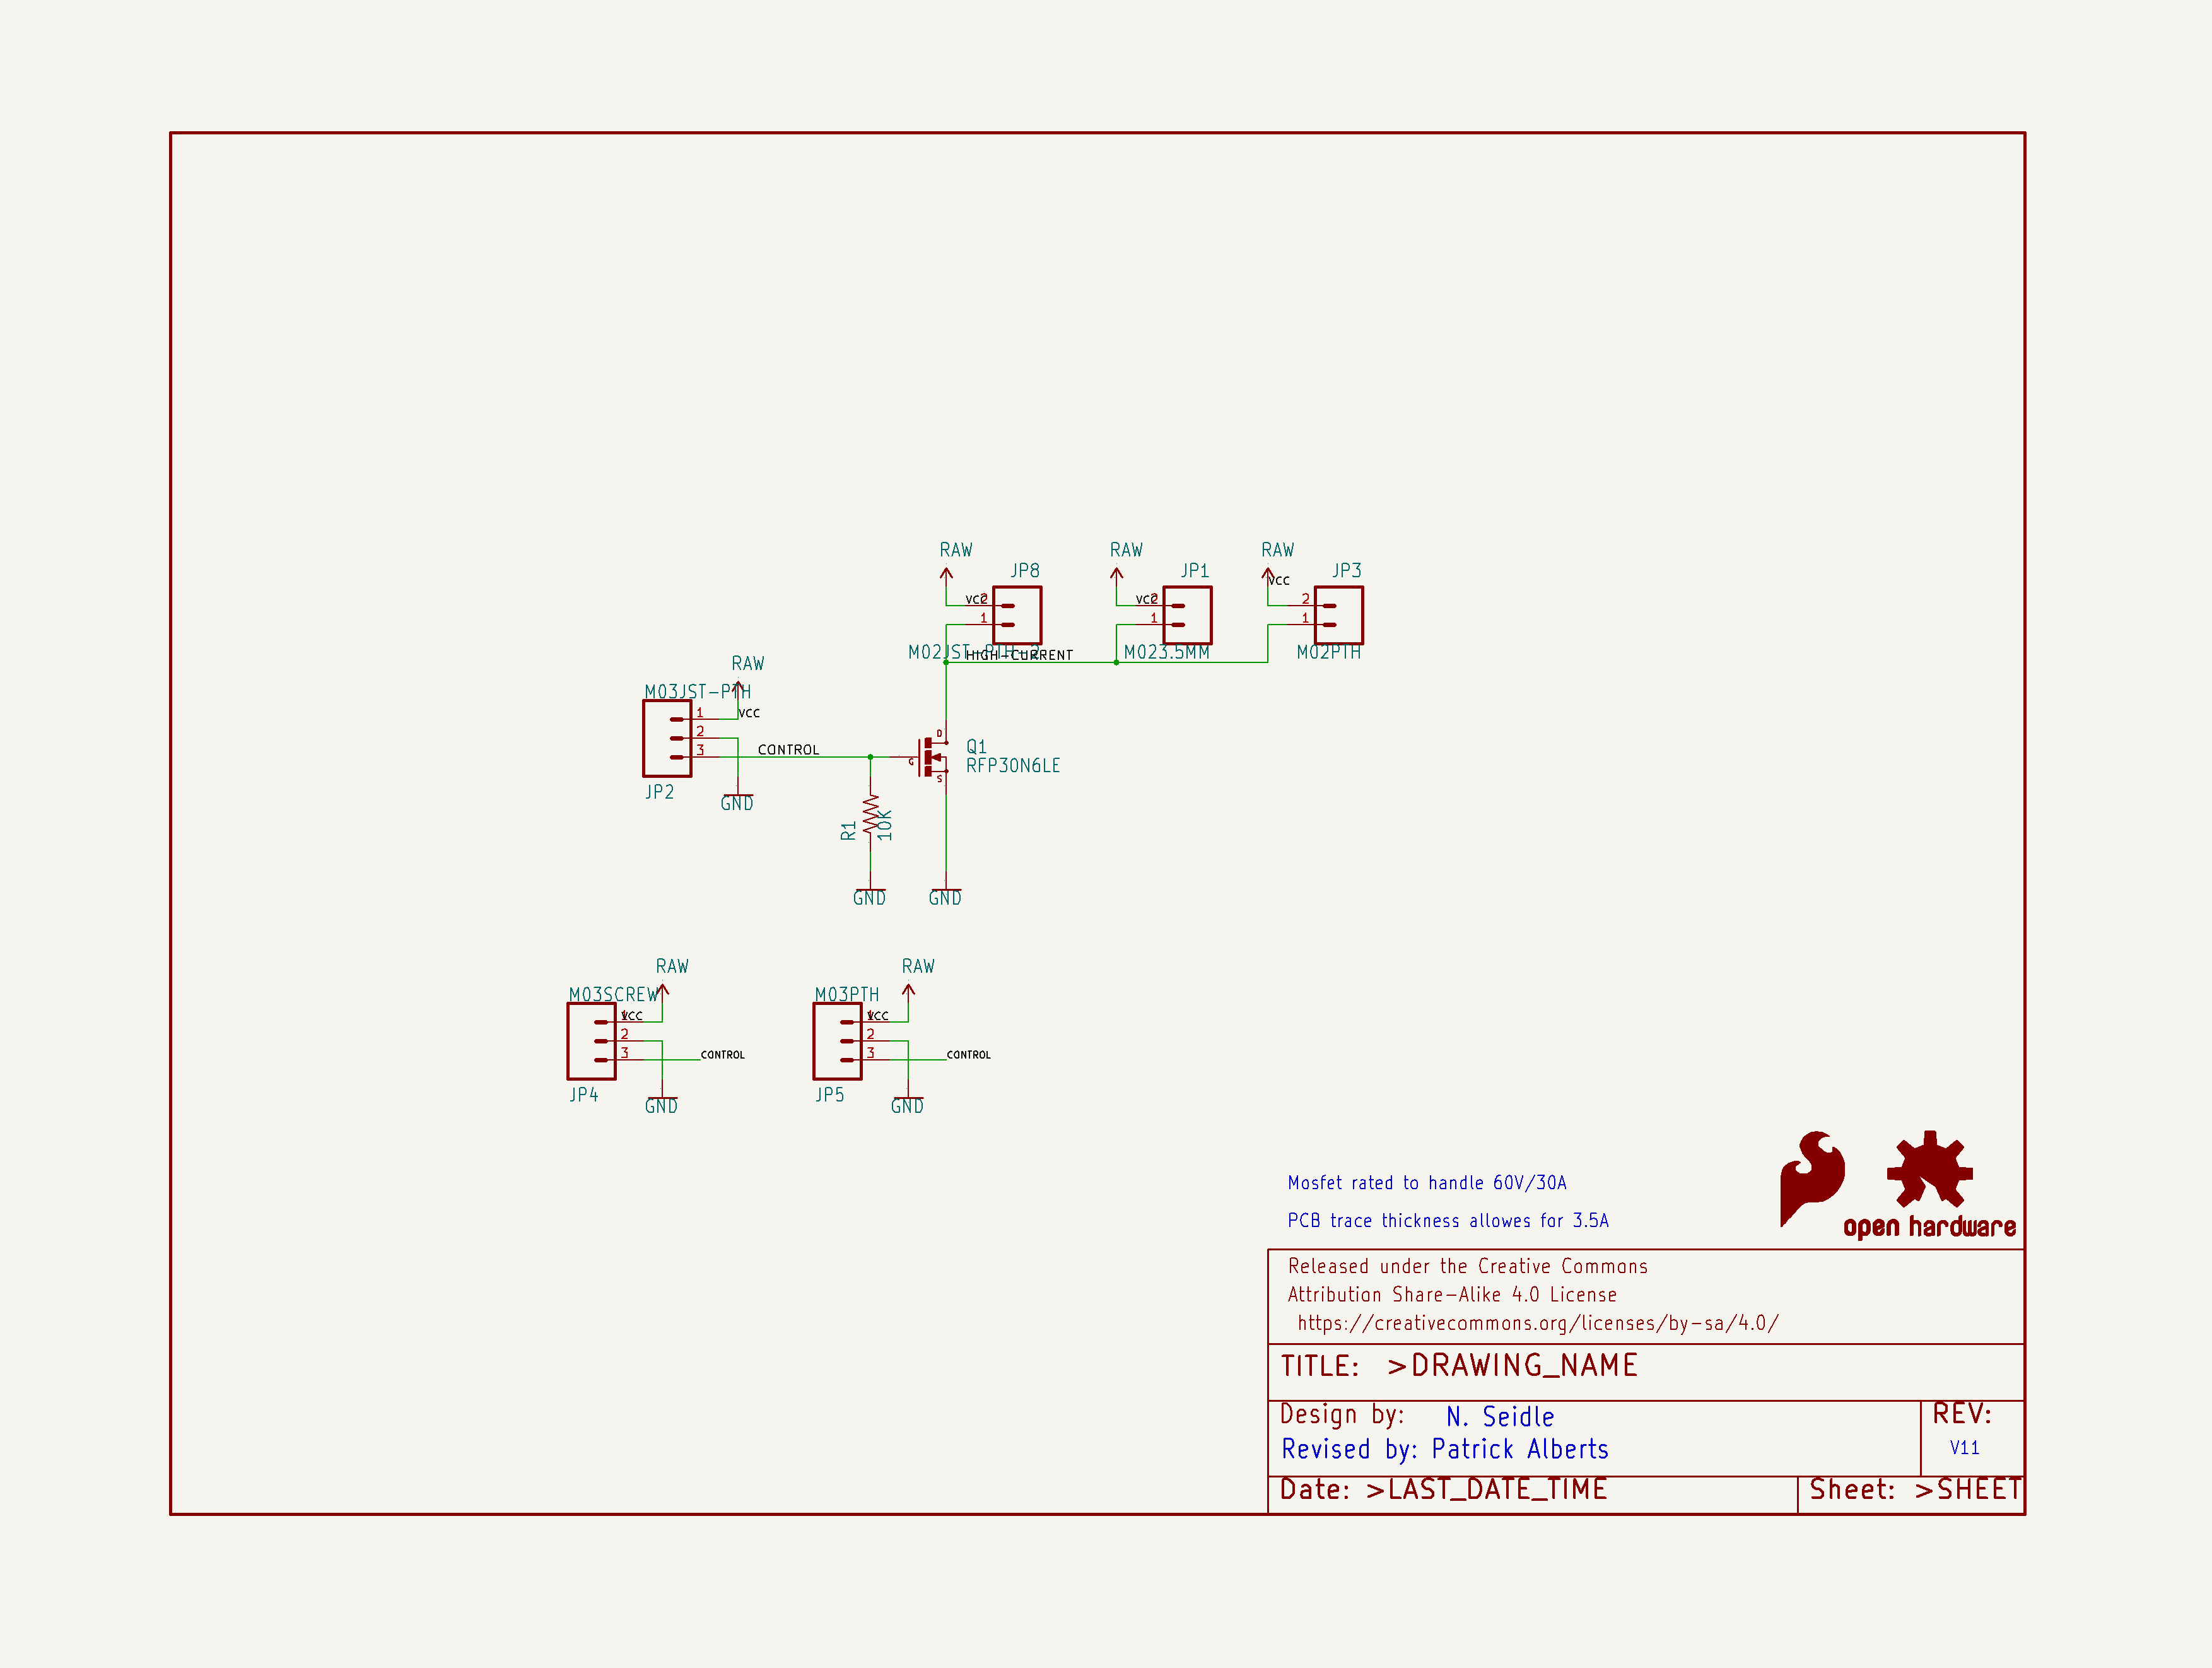 RAW
RAW
RAW
JP8
JP1
JP3
VCC
VCC
VCC
2
2
2
1
1
1
M02JST-PTH-2
HIGH-CURRENT
M023.5MM
M02PTH
RAW
M03JST-PTH
1
VCC
2
3
CONTROL
JP2
GND
D
G
S
Q1
RFP30N6LE
R1
10K
GND
GND
RAW
RAW
M03SCREW
M03PTH
1
VCC
1
VCC
2
2
3
CONTROL
3
CONTROL
JP4
GND
JP5
GND
Mosfet rated to handle 60V/30A
PCB trace thickness allowes for 3.5A
open hardware
Released under the Creative Commons
Attribution Share-Alike 4.0 License
https://creativecommons.org/licenses/by-sa/4.0/
TITLE: >DRAWING_NAME
Design by: N. Seidle
REV:
Revised by: Patrick Alberts
V11
Date: >LAST_DATE_TIME
Sheet: >SHEET